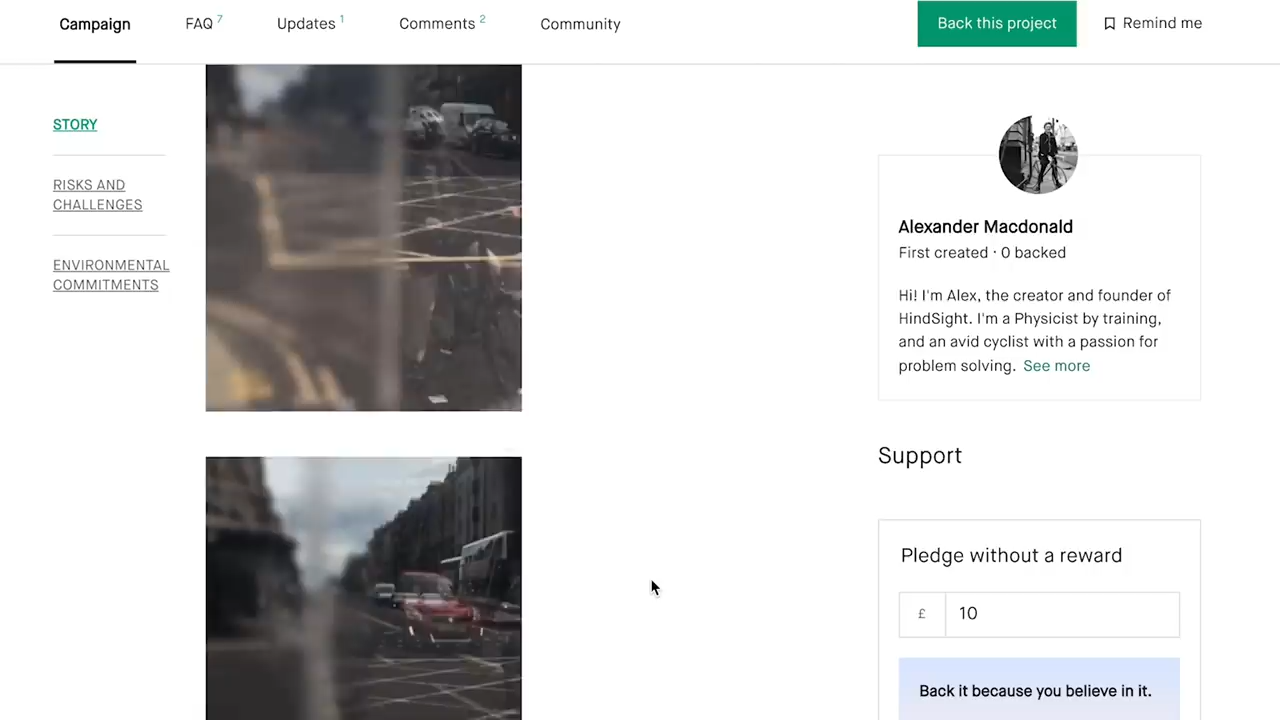 Campaign
FAQ 7
Updates 1
Comments 2
Community
Back this project
Remind me
STORY
RISKS AND
CHALLENGES
ENVIRONMENTAL
COMMITMENTS
Alexander Macdonald
First created · 0 backed
Hi! I'm Alex, the creator and founder of
HindSight. I'm a Physicist by training,
and an avid cyclist with a passion for
problem solving. See more
Support
Pledge without a reward
£ 10
Back it because you believe in it.